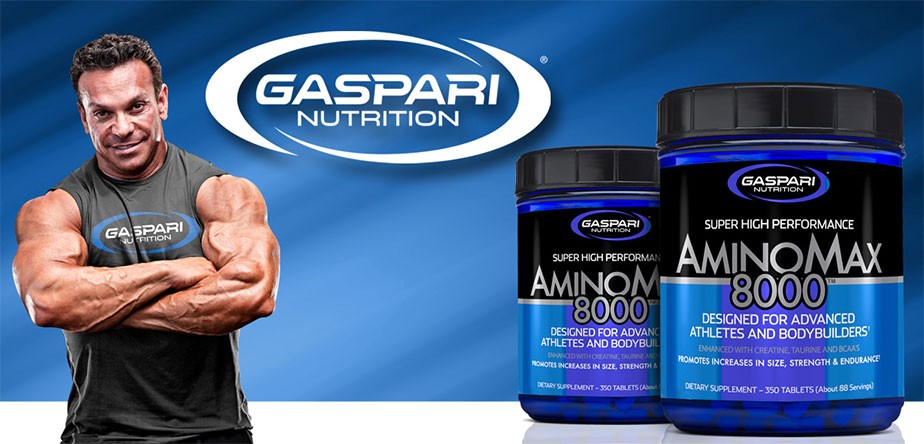 GASPARI
NUTRITION
®
GASPARI
NUTRITION
GASPARI
NUTRITION
SUPER HIGH PERFORMAN
AMINOM
8000
DESIGNED FOR ADVANC
ATHLETES AND BODYBUIL
ENHANCED WITH CREATINE, TAURINE AN
PROMOTES INCREASES IN SIZE, STRENGTH &
DIETARY SUPPLEMENT – 350 TABLETS (Abo
GASPARI
NUTRITION
SUPER HIGH PERFORMANCE
AMINOMAX
8000™
DESIGNED FOR ADVANCED
ATHLETES AND BODYBUILDERS†
ENHANCED WITH CREATINE, TAURINE AND BCAA'S
PROMOTES INCREASES IN SIZE, STRENGTH & ENDURANCE†
DIETARY SUPPLEMENT – 350 TABLETS (About 88 Servings)